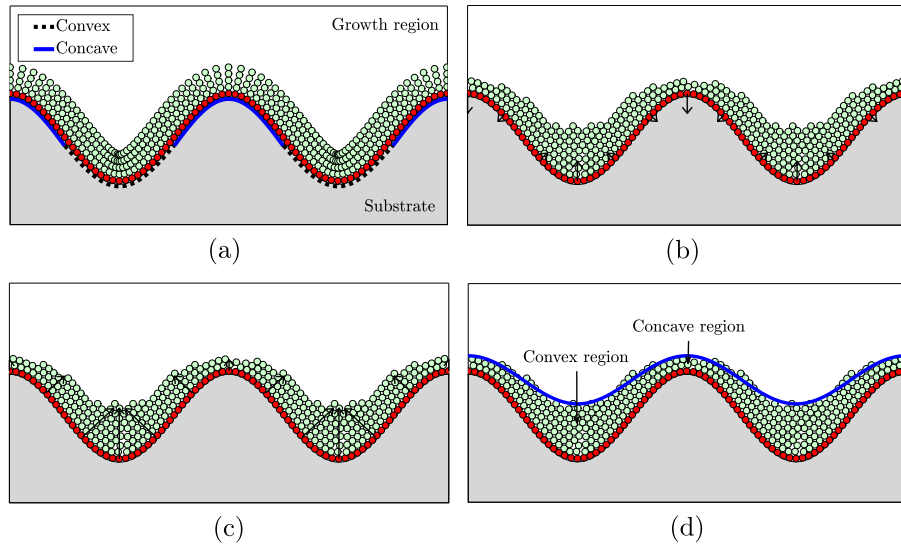 Convex
Concave
Growth region
Substrate
(a)
(b)
Concave region
Convex region
(c)
(d)